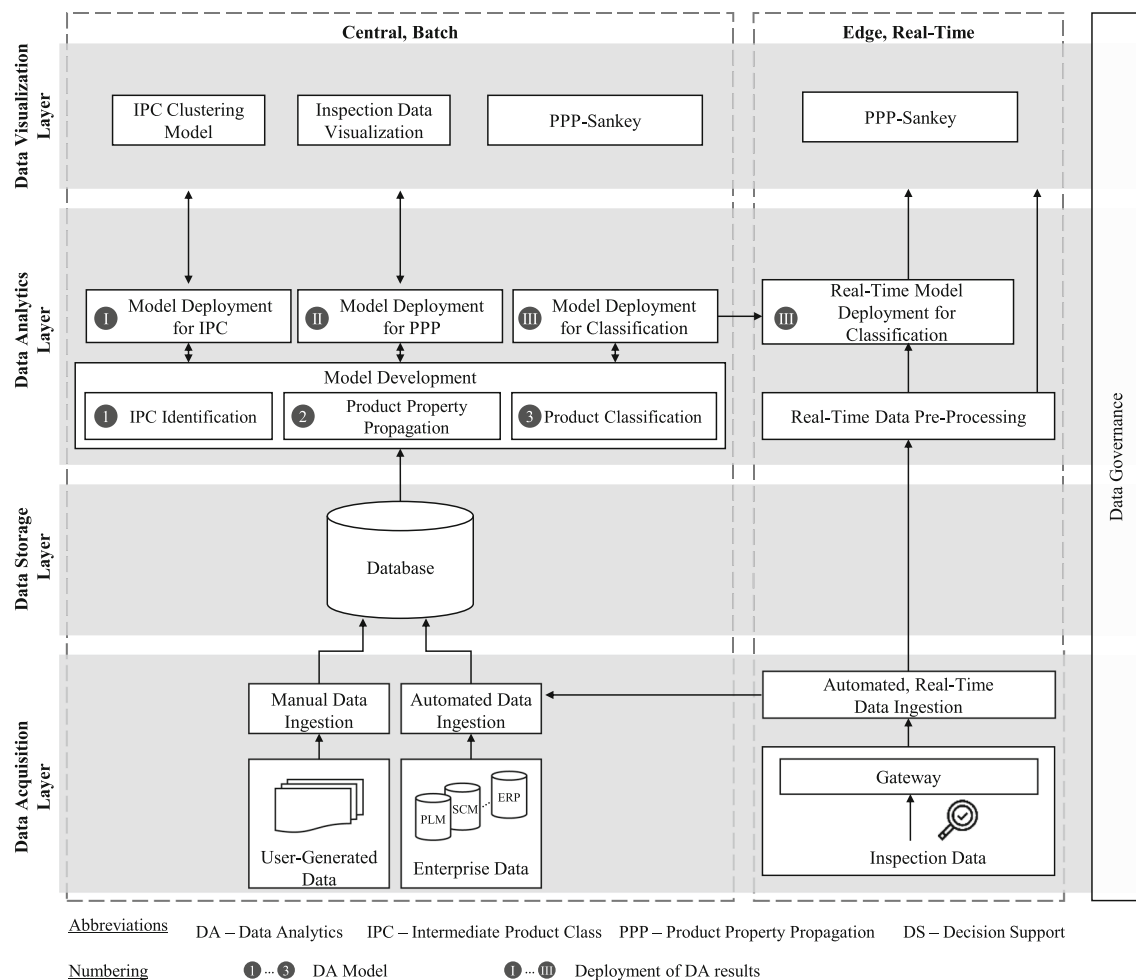 Central, Batch
Edge, Real-Time
Data Visualization
Layer
IPC Clustering
Model
Inspection Data
Visualization
PPP-Sankey
PPP-Sankey
Data Analytics
Layer
I
Model Deployment
for IPC
II
Model Deployment
for PPP
III
Model Deployment
for Classification
III
Real-Time Model
Deployment for
Classification
Model Development
1
IPC Identification
2
Product Property
Propagation
3
Product Classification
Real-Time Data Pre-Processing
Data Governance
Data Storage
Layer
Database
Data Acquisition
Layer
Manual Data
Ingestion
Automated Data
Ingestion
Automated, Real-Time
Data Ingestion
User-Generated
Data
PLM
SCM
...
ERP
Enterprise Data
Gateway
Inspection Data
Abbreviations
DA – Data Analytics
IPC – Intermediate Product Class
PPP – Product Property Propagation
DS – Decision Support
Numbering
1 ... 3 DA Model
I ... III Deployment of DA results